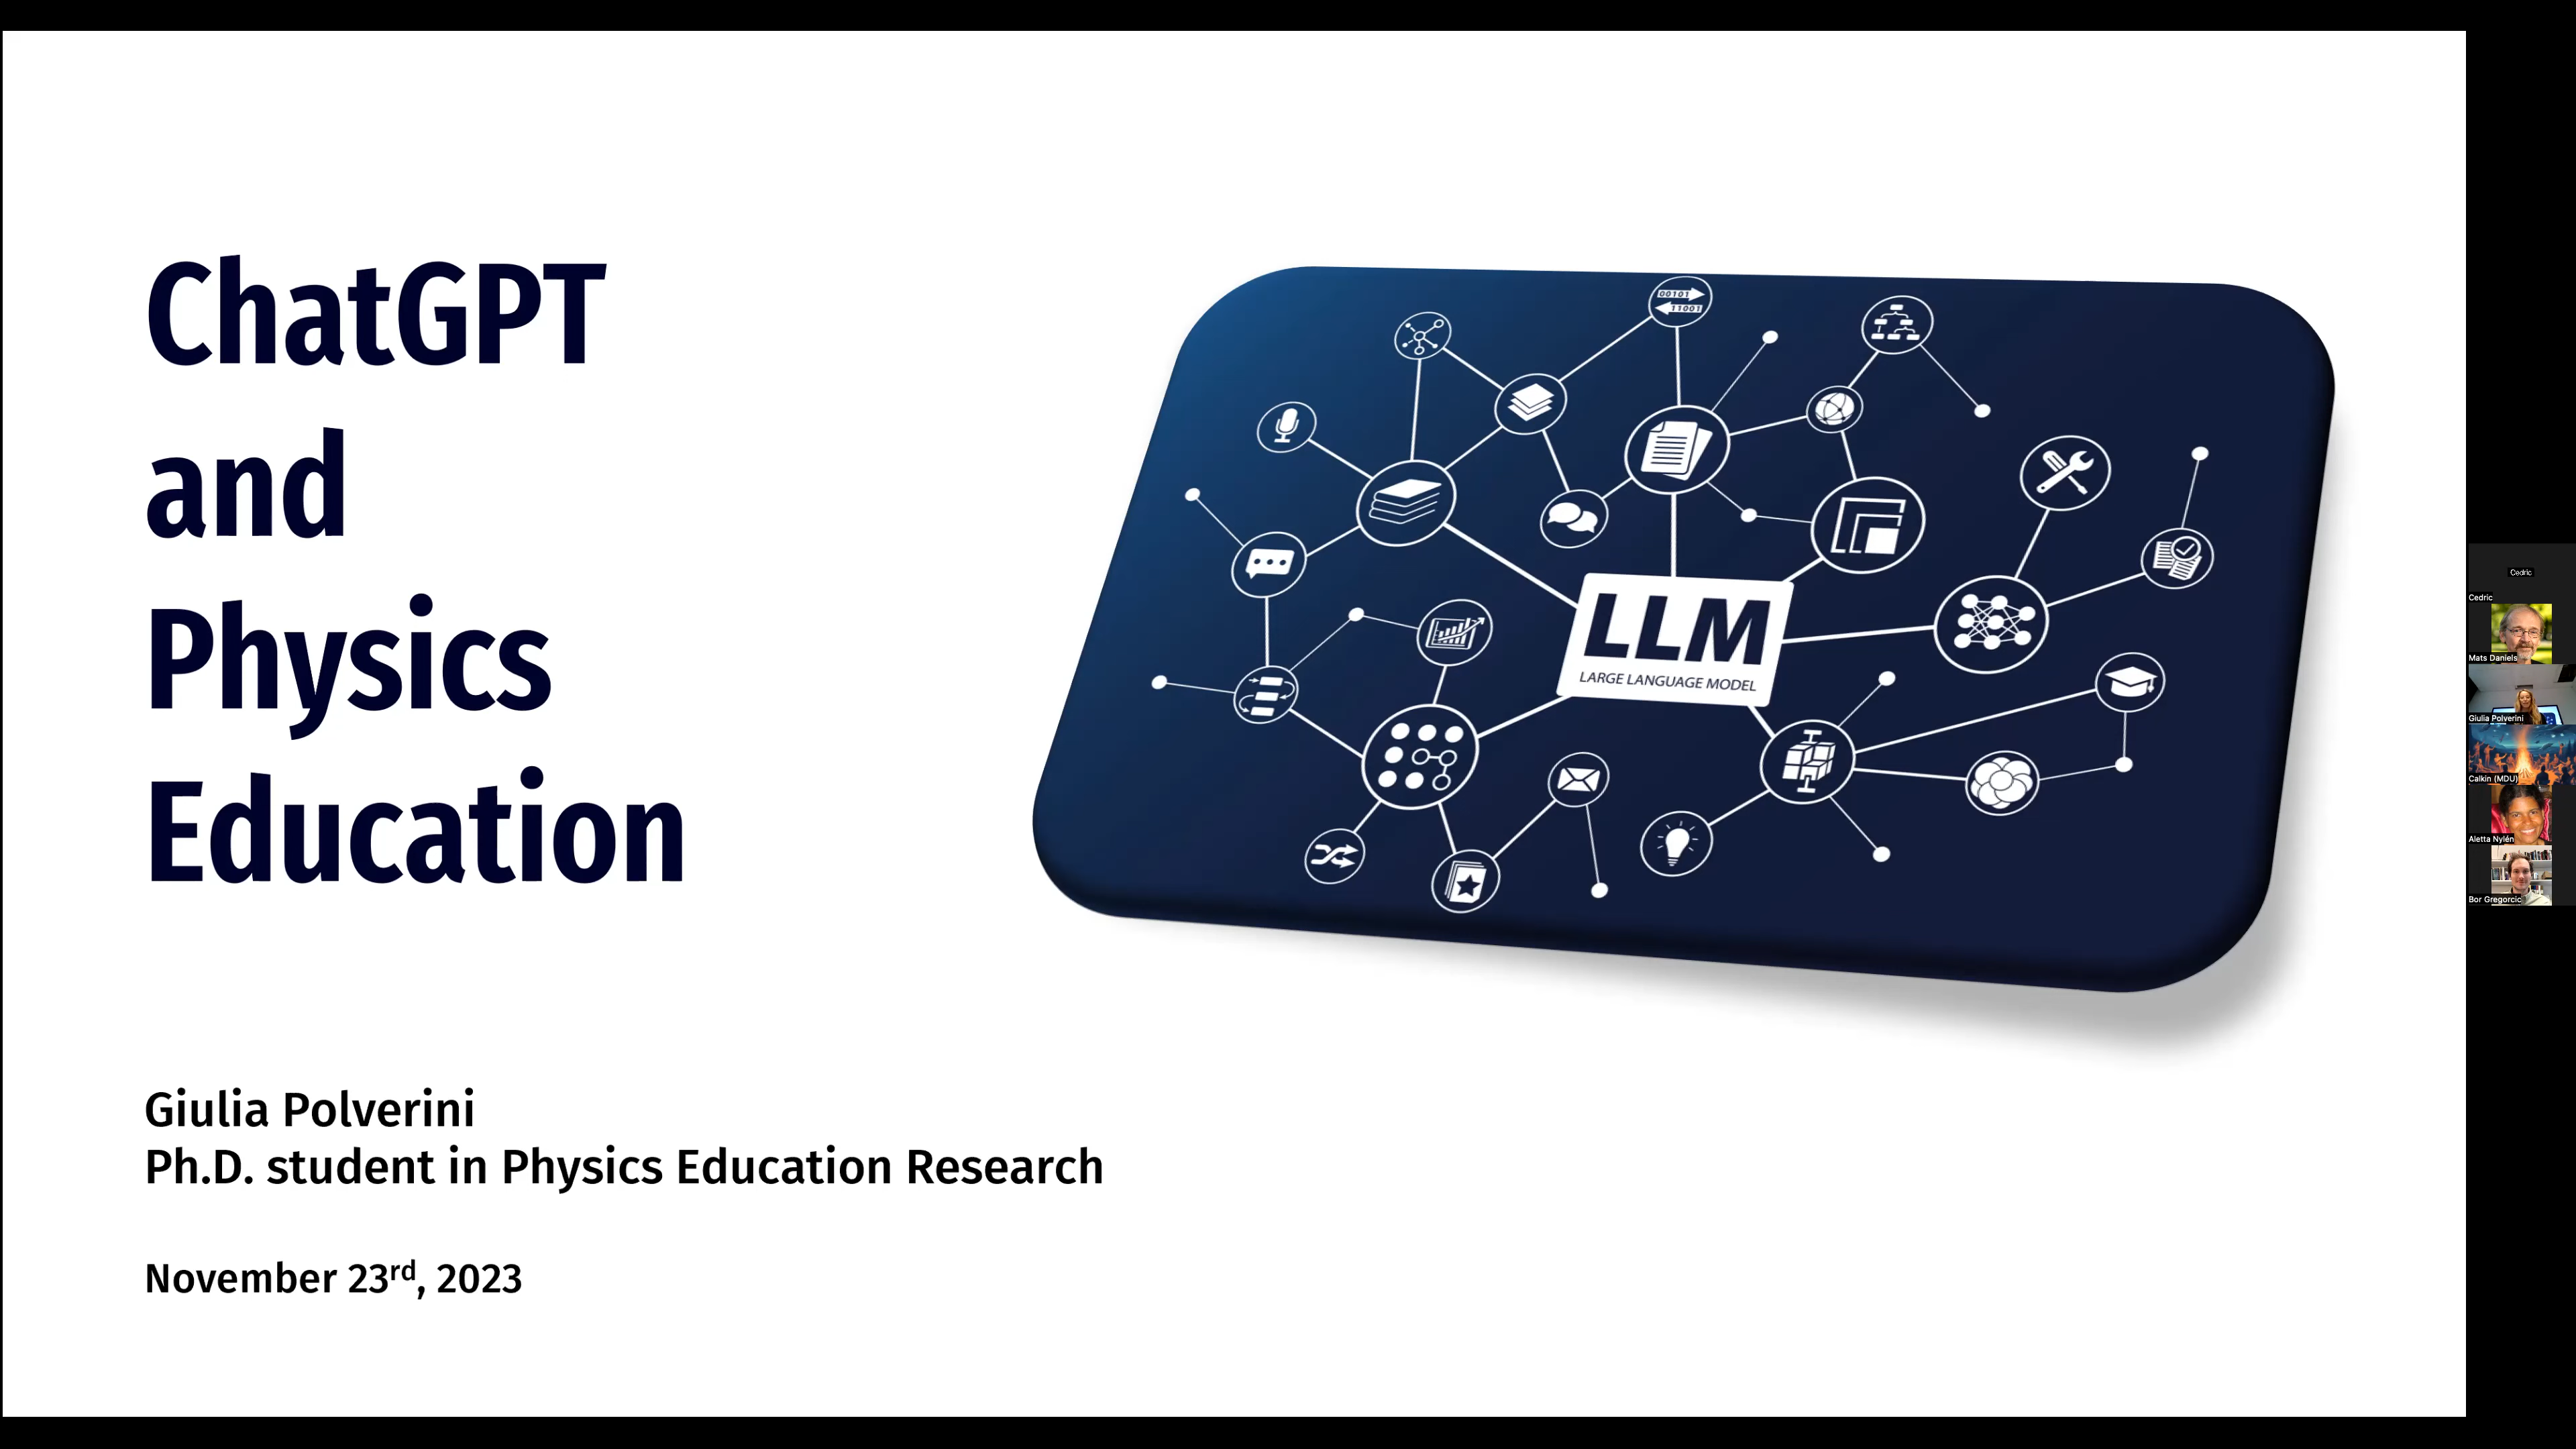 ChatGPT
and
Physics
Education
00101
11001
LLM
LARGE LANGUAGE MODEL
Giulia Polverini
Ph.D. student in Physics Education Research
November 23rd, 2023
Cedric
Cedric
Mats Daniels
Giulia Polverini
Calkin (MDU)
Aletta Nylén
Bor Gregorcic